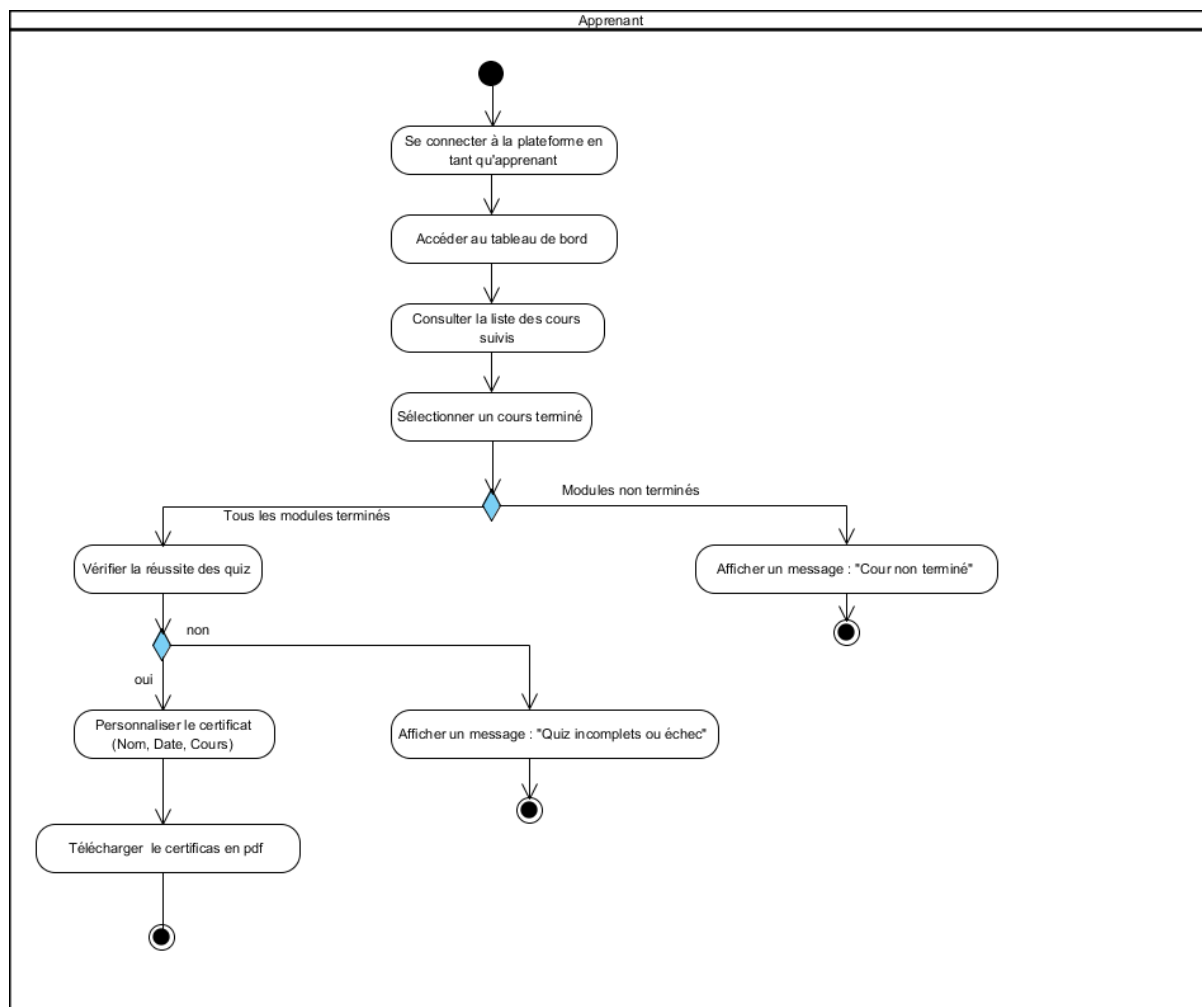 Apprenant
Se connecter à la plateforme en
tant qu'apprenant
Accéder au tableau de bord
Consulter la liste des cours
suivis
Sélectionner un cours terminé
Modules non terminés
Tous les modules terminés
Vérifier la réussite des quiz
Afficher un message : "Cour non terminé"
non
oui
Personnaliser le certificat
(Nom, Date, Cours)
Afficher un message : "Quiz incomplets ou échec"
Télécharger  le certificas en pdf